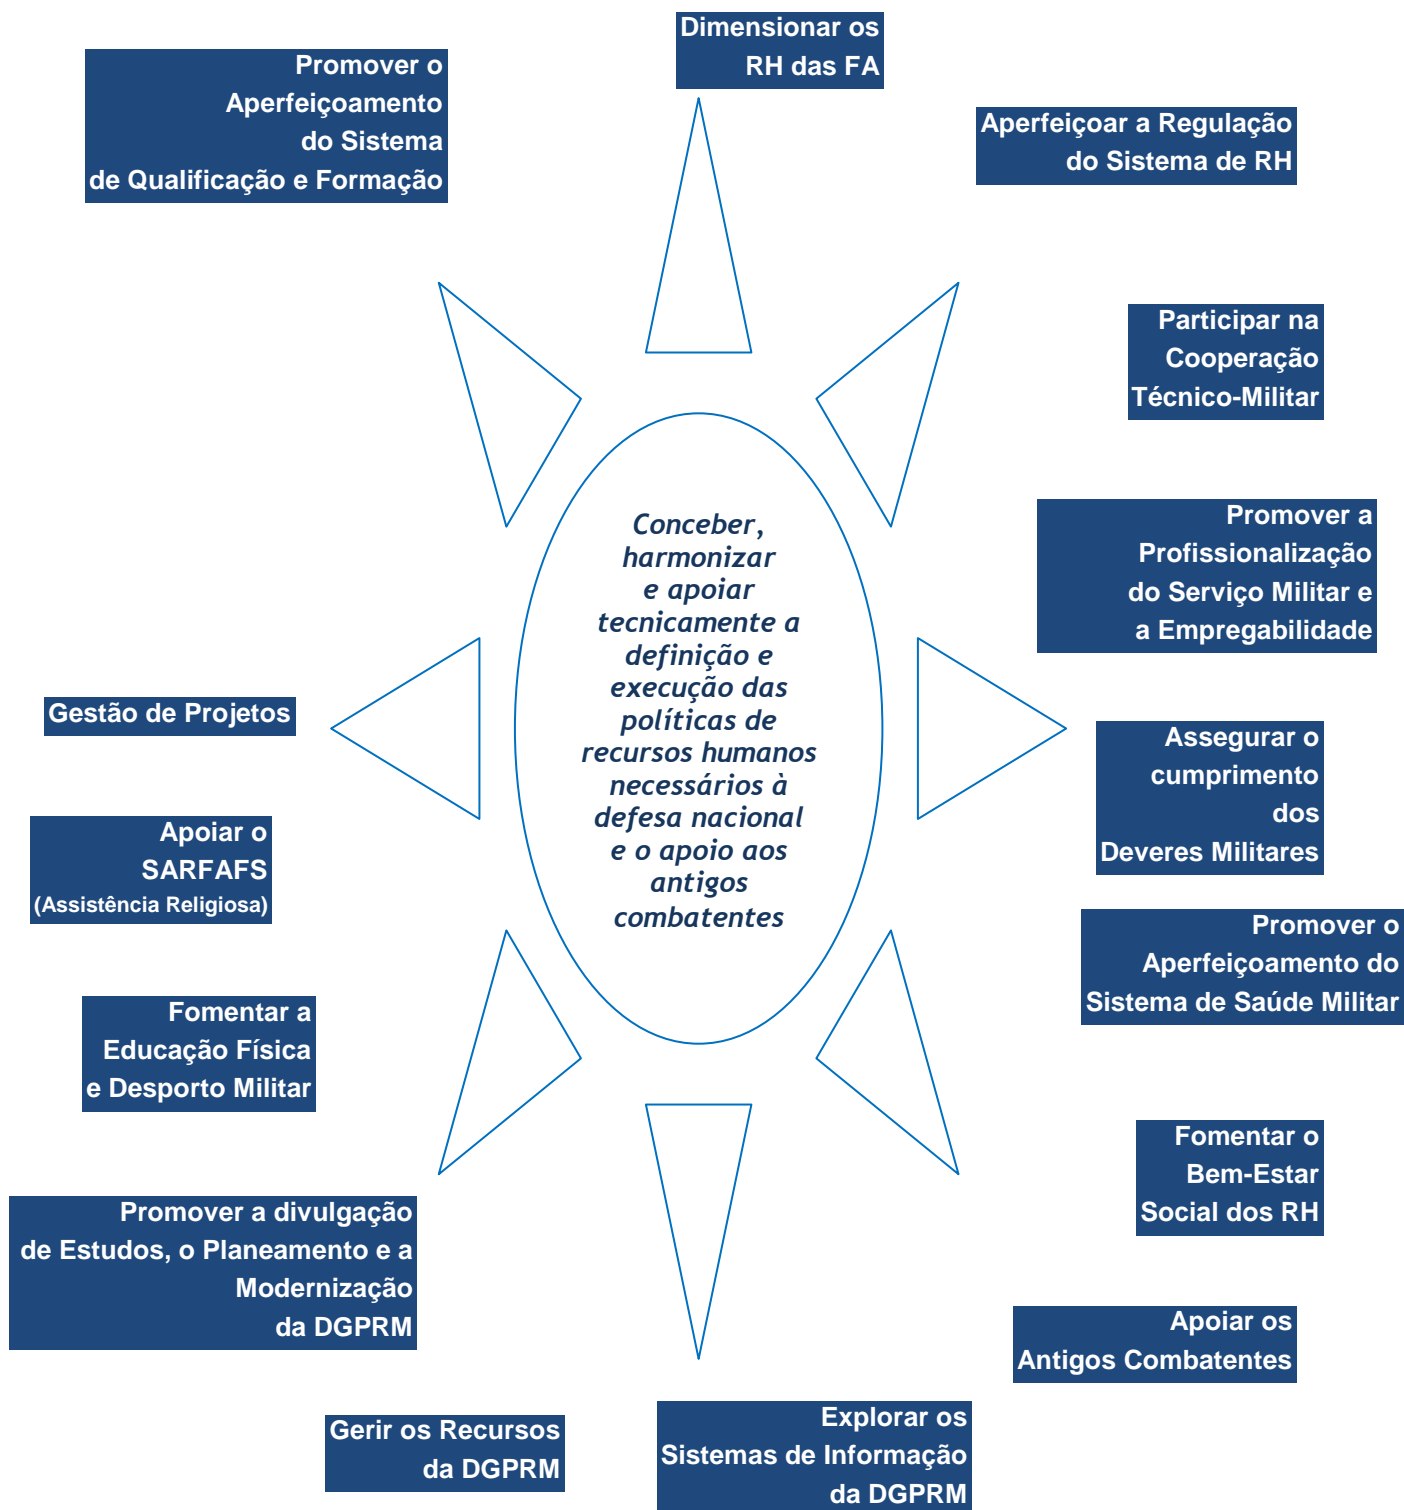 Dimensionar os
RH das FA
Promover o
Aperfeiçoamento
do Sistema
de Qualificação e Formação
Aperfeiçoar a Regulação
do Sistema de RH
Participar na
Cooperação
Técnico-Militar
Promover a
Profissionalização
do Serviço Militar e
a Empregabilidade
Conceber,
harmonizar
e apoiar
tecnicamente a
definição e
execução das
políticas de
recursos humanos
necessários à
defesa nacional
e o apoio aos
antigos
combatentes
Gestão de Projetos
Assegurar o
cumprimento
dos
Deveres Militares
Apoiar o
SARFAFS
(Assistência Religiosa)
Promover o
Aperfeiçoamento do
Sistema de Saúde Militar
Fomentar a
Educação Física
e Desporto Militar
Fomentar o
Bem-Estar
Social dos RH
Promover a divulgação
de Estudos, o Planeamento e a
Modernização
da DGPRM
Apoiar os
Antigos Combatentes
Gerir os Recursos
da DGPRM
Explorar os
Sistemas de Informação
da DGPRM